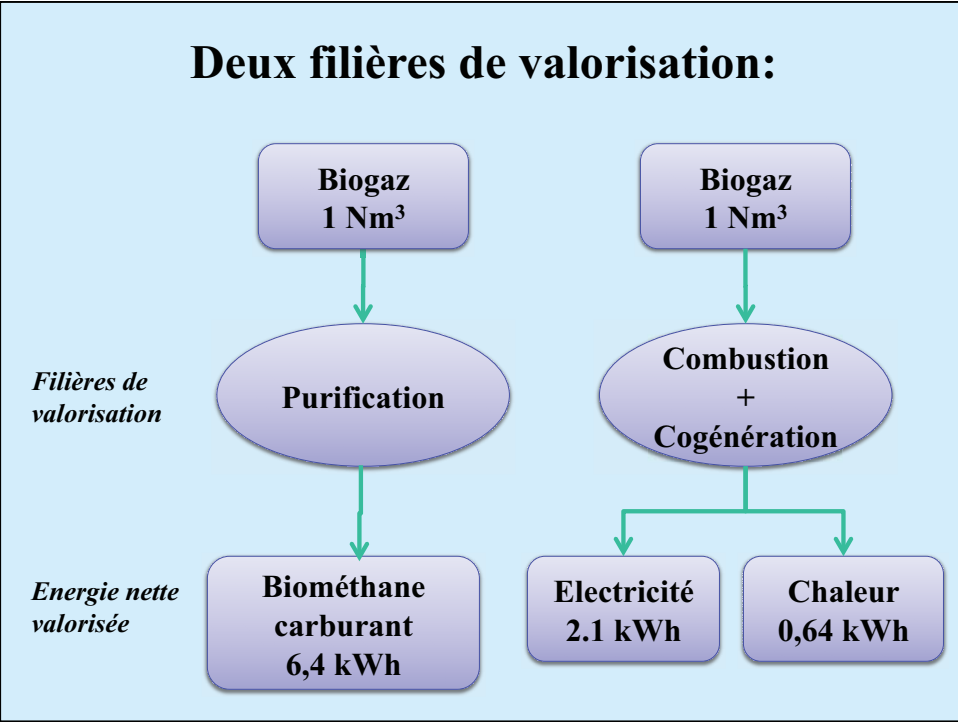 Deux filières de valorisation:
Biogaz
1 Nm³
Biogaz
1 Nm³
Filières de
valorisation
Purification
Combustion
+
Cogénération
Energie nette
valorisée
Biométhane
carburant
6,4 kWh
Electricité
2.1 kWh
Chaleur
0,64 kWh